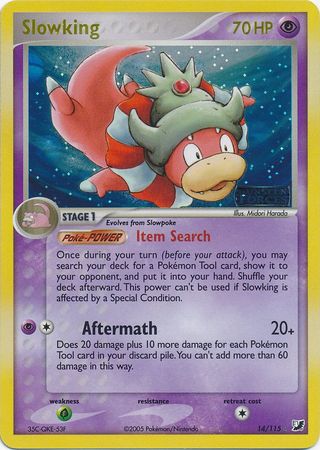 Slowking
70 HP
UNSEEN
FORCES
Illus. Midori Harada
STAGE 1
Evolves from Slowpoke
Poké-POWER Item Search
Once during your turn (before your attack), you may
search your deck for a Pokémon Tool card, show it to
your opponent, and put it into your hand. Shuffle your
deck afterward. This power can't be used if Slowking is
affected by a Special Condition.
Aftermath 20+
Does 20 damage plus 10 more damage for each Pokémon
Tool card in your discard pile. You can't add more than 60
damage in this way.
weakness resistance retreat cost
35C-QKE-53F ©2005 Pokémon/Nintendo 14/115